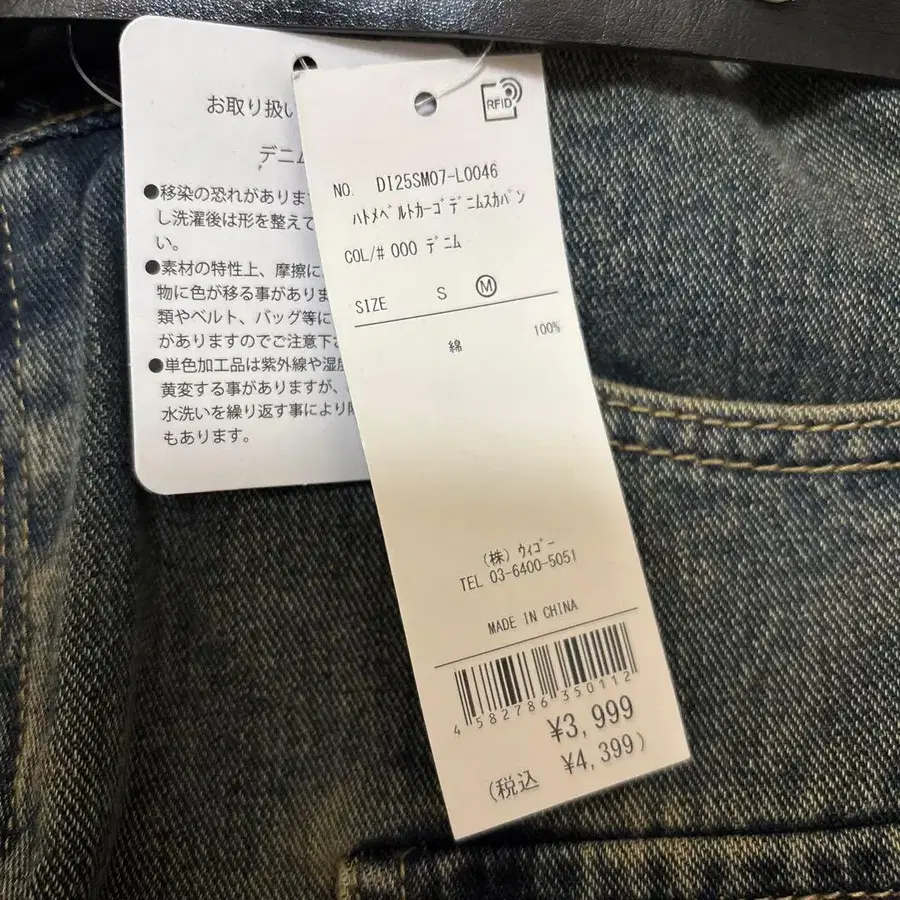 お取り扱い
デニム
●移染の恐れがありま
し洗濯後は形を整えて
い。
●素材の特性上、摩擦に
物に色が移る事がありま
類やベルト、バッグ等に
がありますのでご注意下さ
●単色加工品は紫外線や湿度
黄変する事がありますが、
水洗いを繰り返す事により
もあります。
RFID
NO. DI25SM07-L0046
ﾊﾄﾒﾍﾞﾙﾄｶｰｺﾞﾃﾞﾆﾑｽｶﾊﾟﾝ
COL/# 000 ﾃﾞﾆﾑ
SIZE S Ⓜ
綿 100%
(株) ｳｨｺﾞｰ
TEL 03-6400-5051
MADE IN CHINA
4 582786 350112
¥3,999
(税込 ¥4,399)